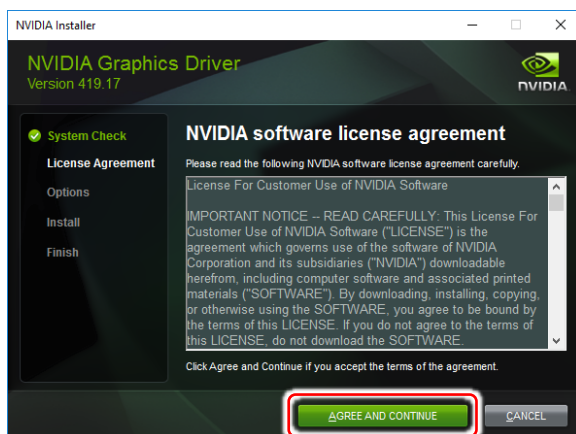 NVIDIA Installer
NVIDIA Graphics Driver
Version 419.17
NVIDIA.
System Check
License Agreement
Options
Install
Finish
NVIDIA software license agreement
Please read the following NVIDIA software license agreement carefully.
License For Customer Use of NVIDIA Software
IMPORTANT NOTICE -- READ CAREFULLY: This License For
Customer Use of NVIDIA Software ("LICENSE") is the
agreement which governs use of the software of NVIDIA
Corporation and its subsidiaries ("NVIDIA") downloadable
herefrom, including computer software and associated printed
materials ("SOFTWARE"). By downloading, installing, copying,
or otherwise using the SOFTWARE, you agree to be bound by
the terms of this LICENSE. If you do not agree to the terms of
this LICENSE, do not download the SOFTWARE.
Click Agree and Continue if you accept the terms of the agreement.
AGREE AND CONTINUE
CANCEL